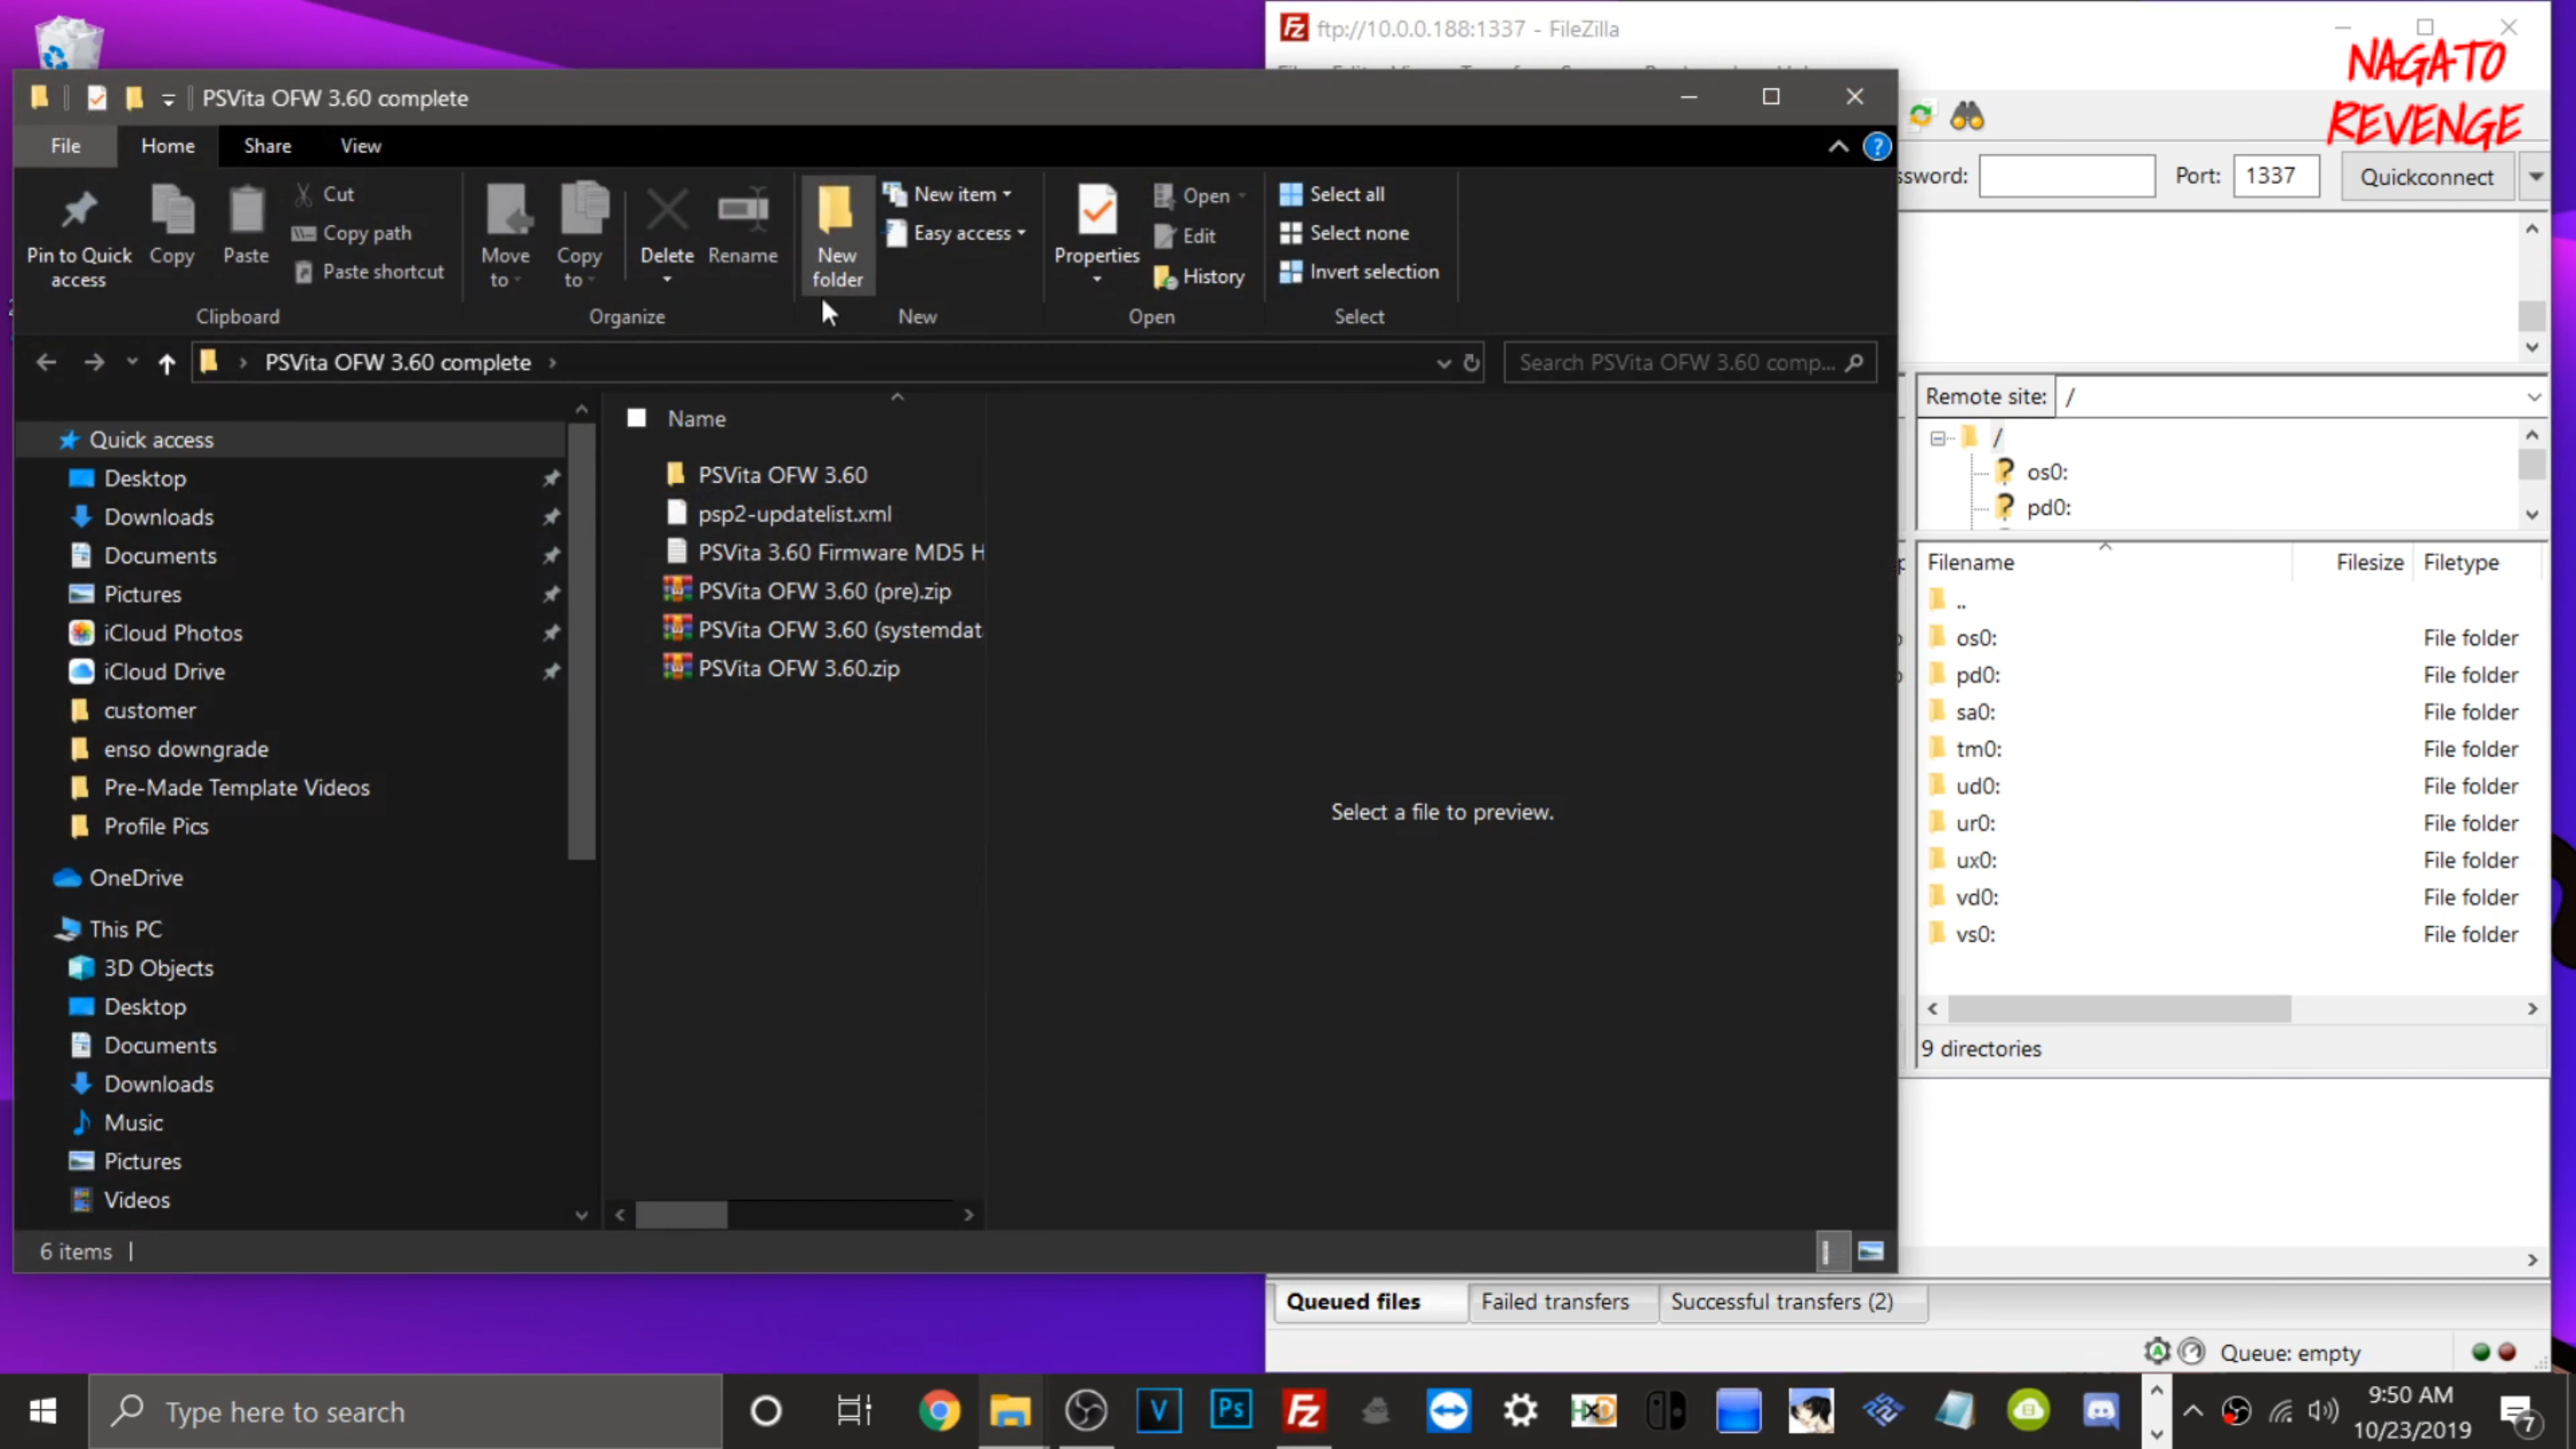 ftp://10.0.0.188:1337 - FileZilla
NAGATO
REVENGE
PSVita OFW 3.60 complete
File
Home
Share
View
Pin to Quick access
Copy
Paste
Cut
Copy path
Paste shortcut
Move to
Copy to
Delete
Rename
New folder
New item
Easy access
Properties
Open
Edit
History
Select all
Select none
Invert selection
Clipboard
Organize
New
Open
Select
Port:
1337
Quickconnect
PSVita OFW 3.60 complete
Search PSVita OFW 3.60 comp...
Quick access
Desktop
Downloads
Documents
Pictures
iCloud Photos
iCloud Drive
customer
enso downgrade
Pre-Made Template Videos
Profile Pics
OneDrive
This PC
3D Objects
Desktop
Documents
Downloads
Music
Pictures
Videos
6 items
Name
PSVita OFW 3.60
psp2-updatelist.xml
PSVita 3.60 Firmware MD5 H
PSVita OFW 3.60 (pre).zip
PSVita OFW 3.60 (systemdat
PSVita OFW 3.60.zip
Select a file to preview.
Remote site:
/
/
os0:
pd0:
Filename
Filesize
Filetype
..
os0:
File folder
pd0:
File folder
sa0:
File folder
tm0:
File folder
ud0:
File folder
ur0:
File folder
ux0:
File folder
vd0:
File folder
vs0:
File folder
9 directories
Queued files
Failed transfers
Successful transfers (2)
Queue: empty
Type here to search
V
Ps
Fz
HxD
9:50 AM
10/23/2019
7